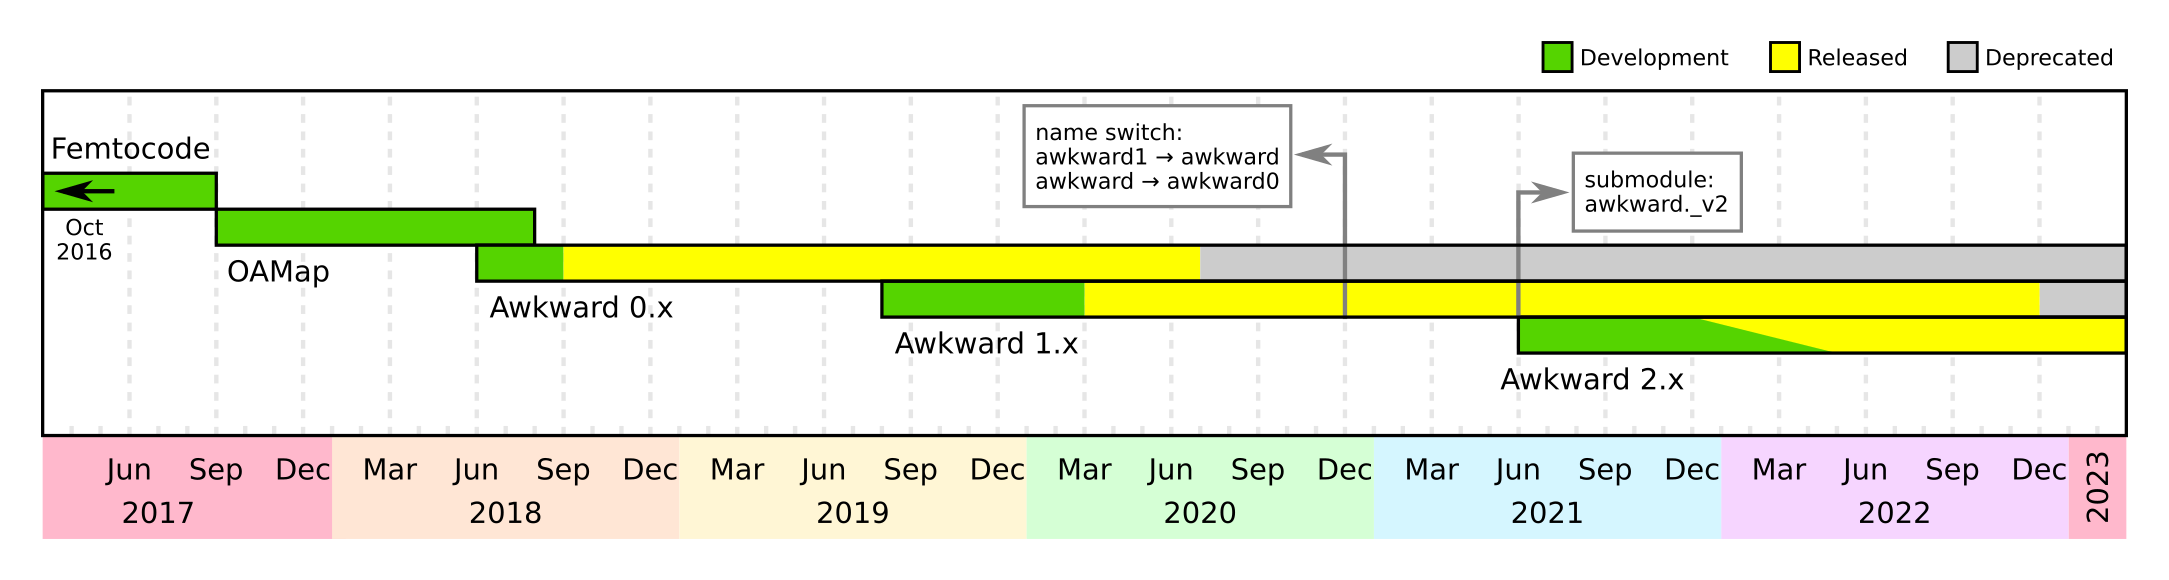 Development Released Deprecated
Femtocode
name switch:
awkward1 → awkward
awkward → awkward0
submodule:
awkward._v2
Oct
2016
OAMap
Awkward 0.x
Awkward 1.x
Awkward 2.x
Jun Sep Dec Mar Jun Sep Dec Mar Jun Sep Dec Mar Jun Sep Dec Mar Jun Sep Dec Mar Jun Sep Dec
2017 2018 2019 2020 2021 2022 2023